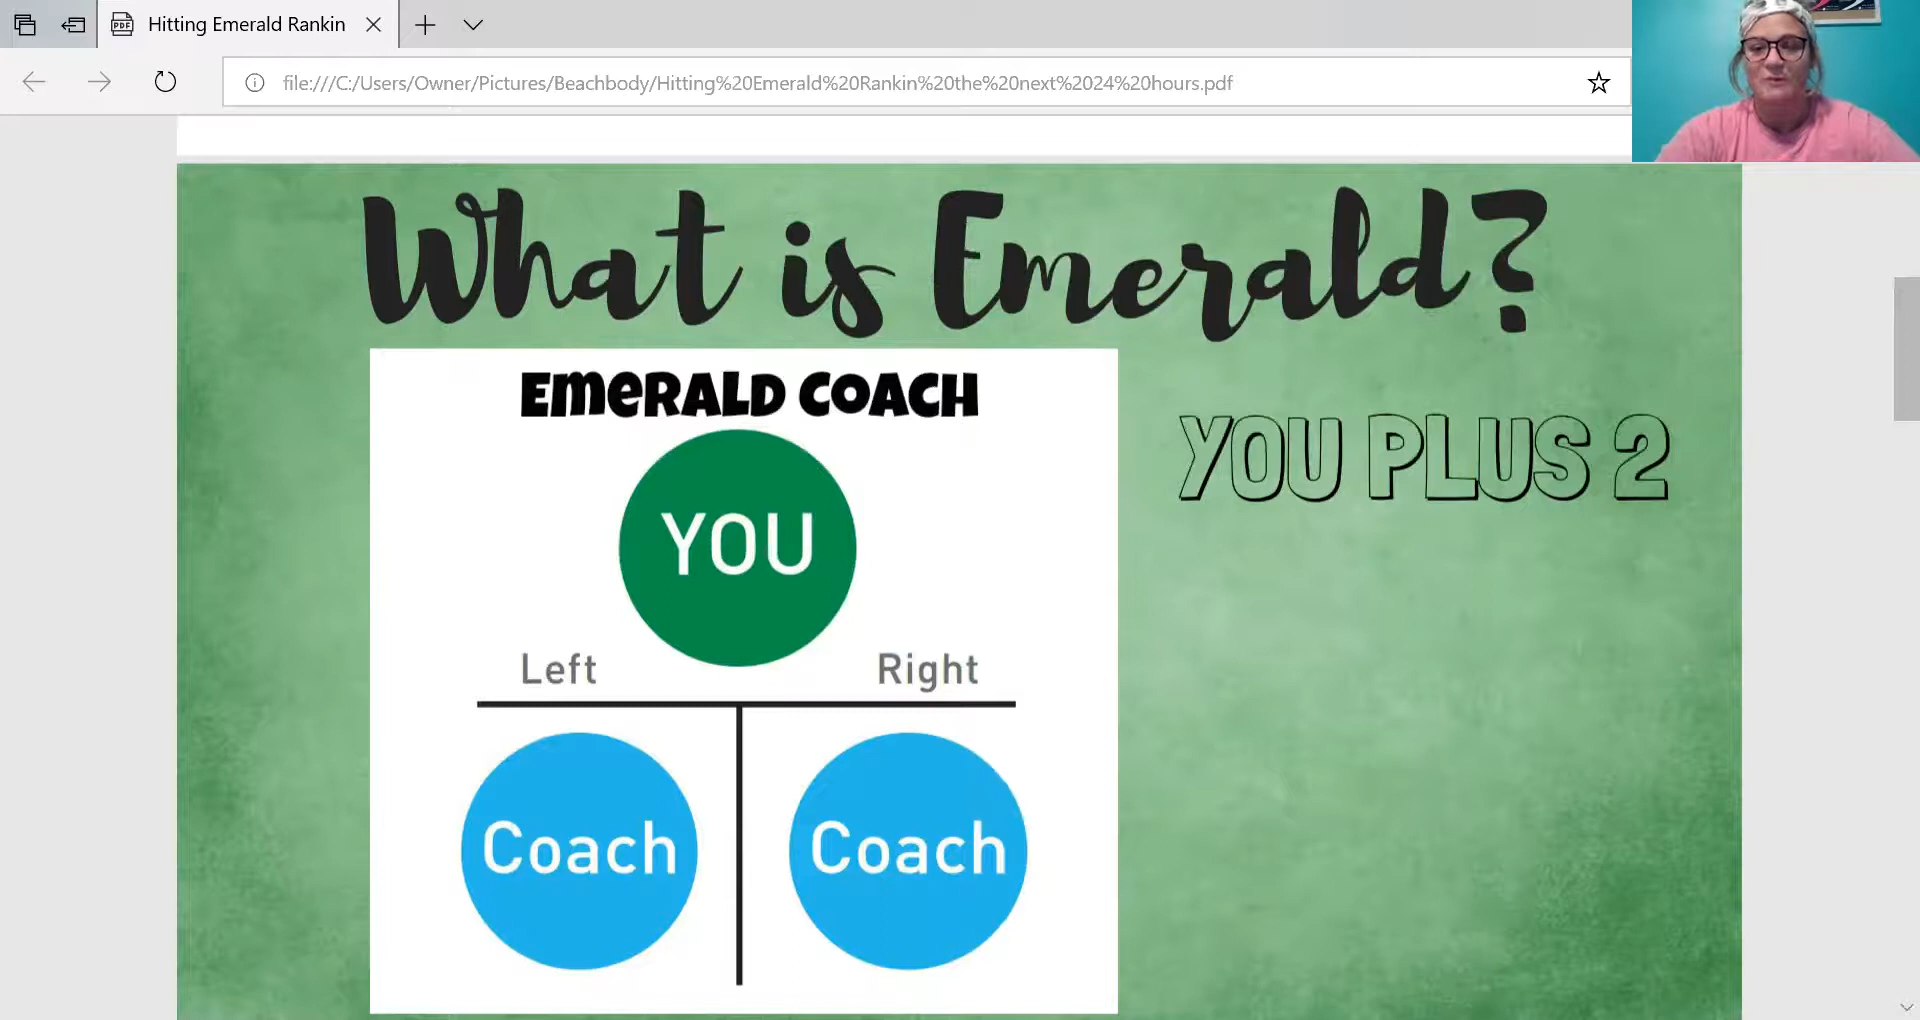 Hitting Emerald Rankin
file:///C:/Users/Owner/Pictures/Beachbody/Hitting%20Emerald%20Rankin%20the%20next%2024%20hours.pdf
PDF
What is Emerald?
EMERALD COACH
YOU PLUS 2
YOU
Left Right
Coach Coach